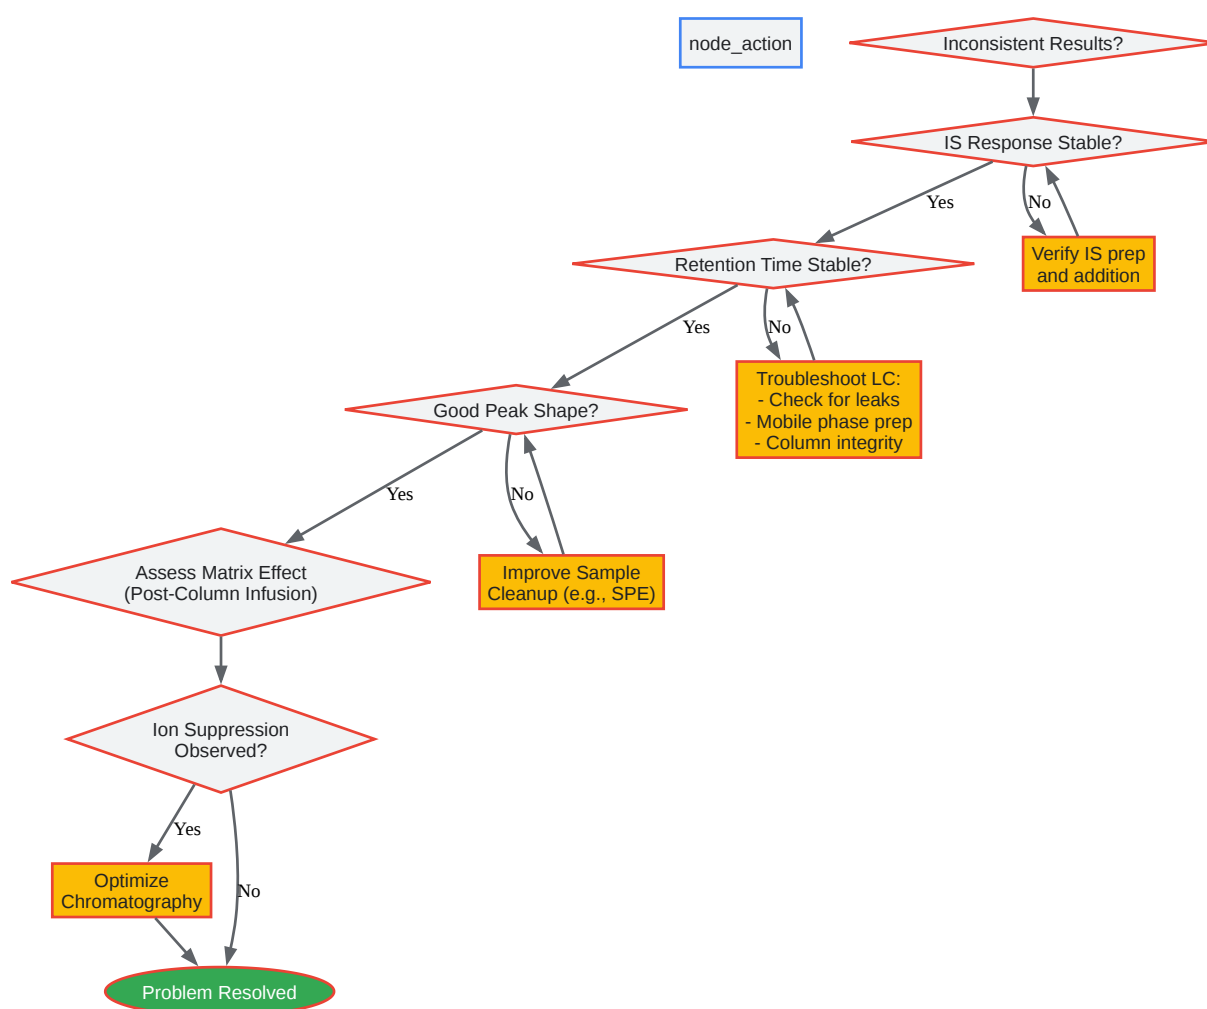 node_action
Inconsistent Results?
IS Response Stable?
Yes
No
Verify IS prep
and addition
Retention Time Stable?
Yes
No
Troubleshoot LC:
- Check for leaks
- Mobile phase prep
- Column integrity
Good Peak Shape?
Yes
No
Improve Sample
Cleanup (e.g., SPE)
Assess Matrix Effect
(Post-Column Infusion)
Ion Suppression
Observed?
Yes
No
Optimize
Chromatography
Problem Resolved